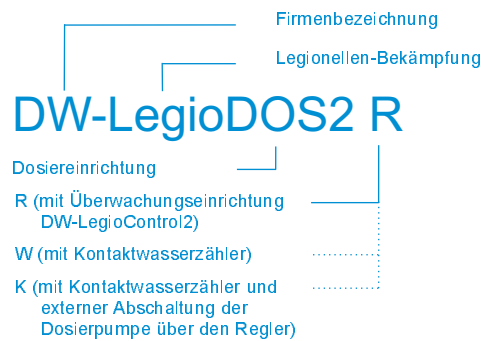 Firmenbezeichnung
Legionellen-Bekämpfung
DW-LegioDOS2 R
Dosiereinrichtung
R (mit Überwachungseinrichtung
DW-LegioControl2)
W (mit Kontaktwasserzähler)
K (mit Kontaktwasserzähler und
externer Abschaltung der
Dosierpumpe über den Regler)